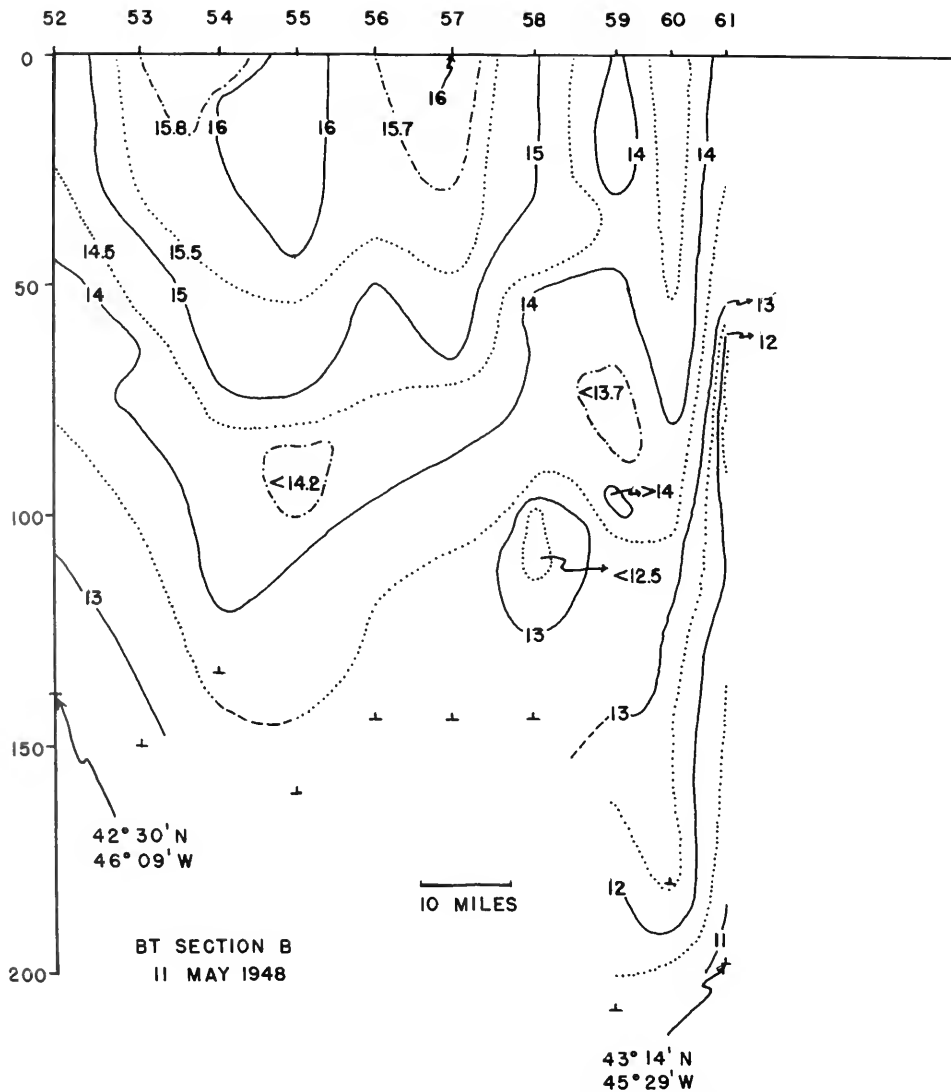 52 53 54 55 56 57 58 59 60 61
0
15.8 16 16 15.7 16 15 14 14
14.5 15.5
50
14 15 14 13
12
<13.7
<14.2
100 >14
<12.5
13 13
13
150
42° 30' N
46° 09' W
12
10 MILES
BT SECTION B
11 MAY 1948
11
200
43° 14' N
45° 29' W